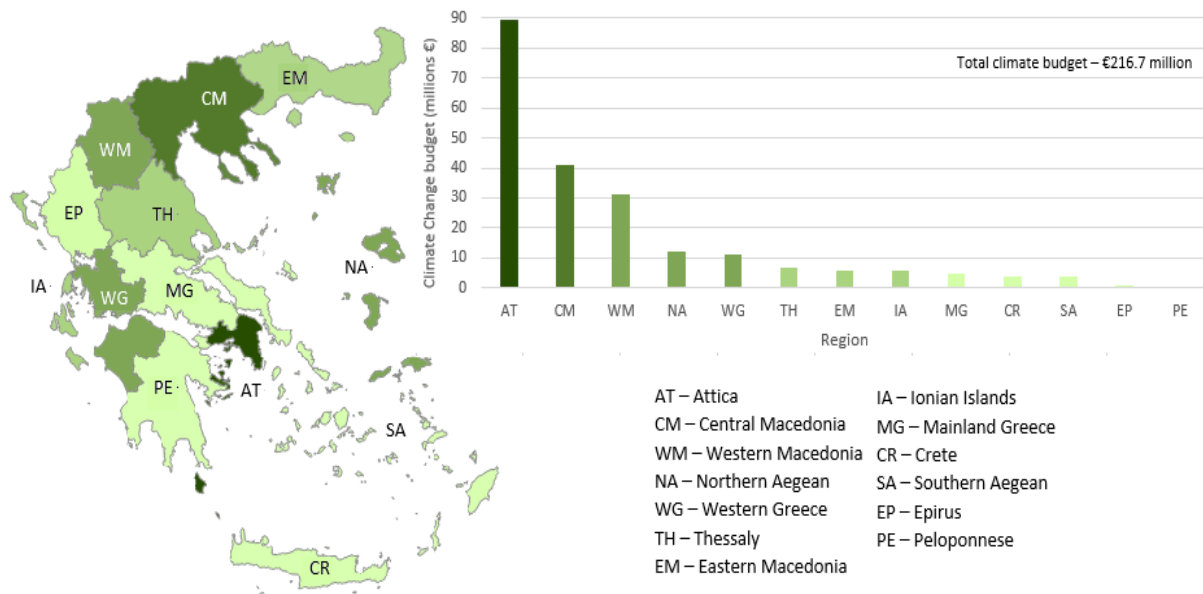 EM
CM
WM
EP
TH
NA
IA
WG
MG
PE
AT
SA
CR
Climate Change budget (millions €)
90
80
70
60
50
40
30
20
10
0
Total climate budget – €216.7 million
AT CM WM NA WG TH EM IA MG CR SA EP PE
Region
AT – Attica
CM – Central Macedonia
WM – Western Macedonia
NA – Northern Aegean
WG – Western Greece
TH – Thessaly
EM – Eastern Macedonia
IA – Ionian Islands
MG – Mainland Greece
CR – Crete
SA – Southern Aegean
EP – Epirus
PE – Peloponnese